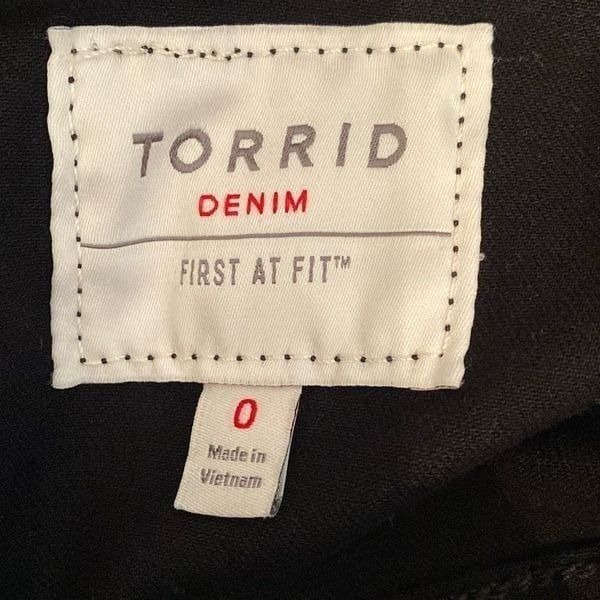 TORRID
DENIM
FIRST AT FIT™
0
Made in
Vietnam